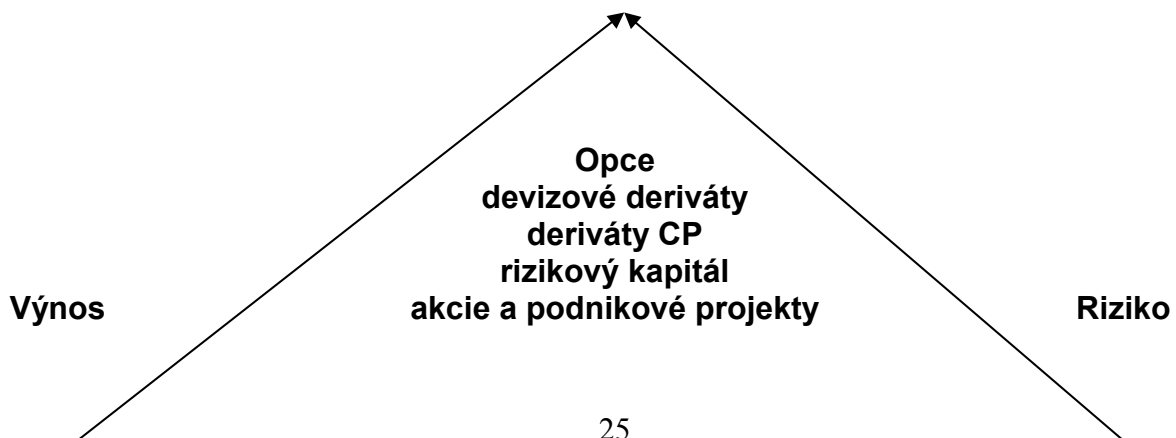 Opce
devizové deriváty
deriváty CP
rizikový kapitál
Výnos
akcie a podnikové projekty
Riziko
25